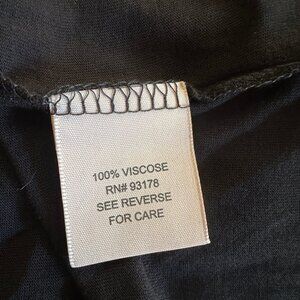 100% VISCOSE
RN# 93178
SEE REVERSE
FOR CARE